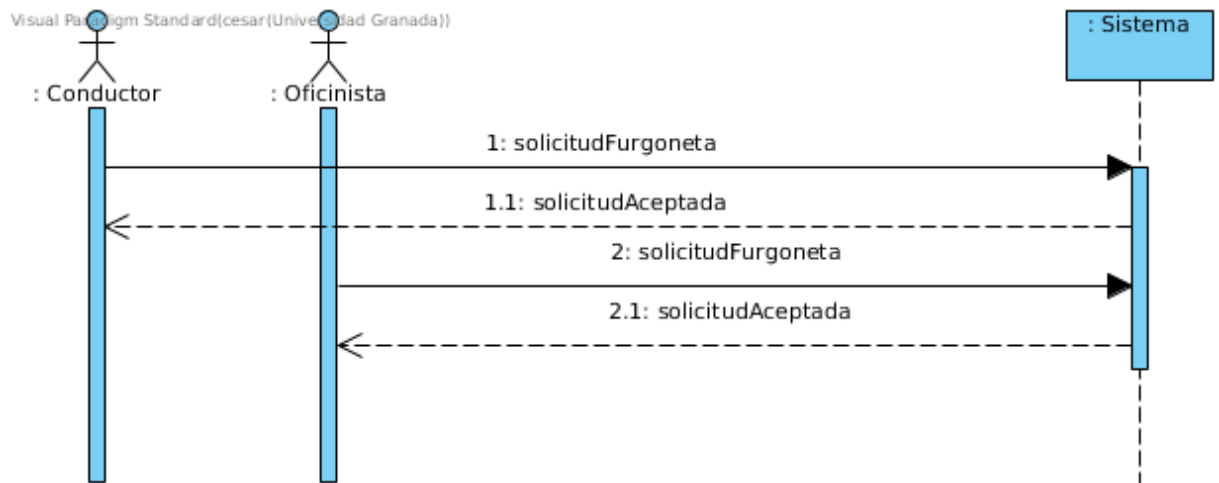 Visual Paradigm Standard(cesar(Universidad Granada))
: Conductor
: Oficinista
: Sistema
1: solicitudFurgoneta
1.1: solicitudAceptada
2: solicitudFurgoneta
2.1: solicitudAceptada